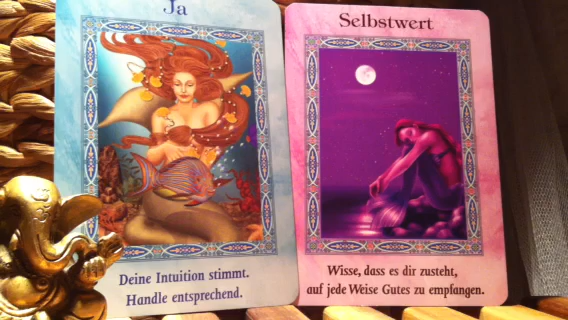 Ja
Deine Intuition stimmt.
Handle entsprechend.
Selbstwert
Wisse, dass es dir zusteht,
auf jede Weise Gutes zu empfangen.